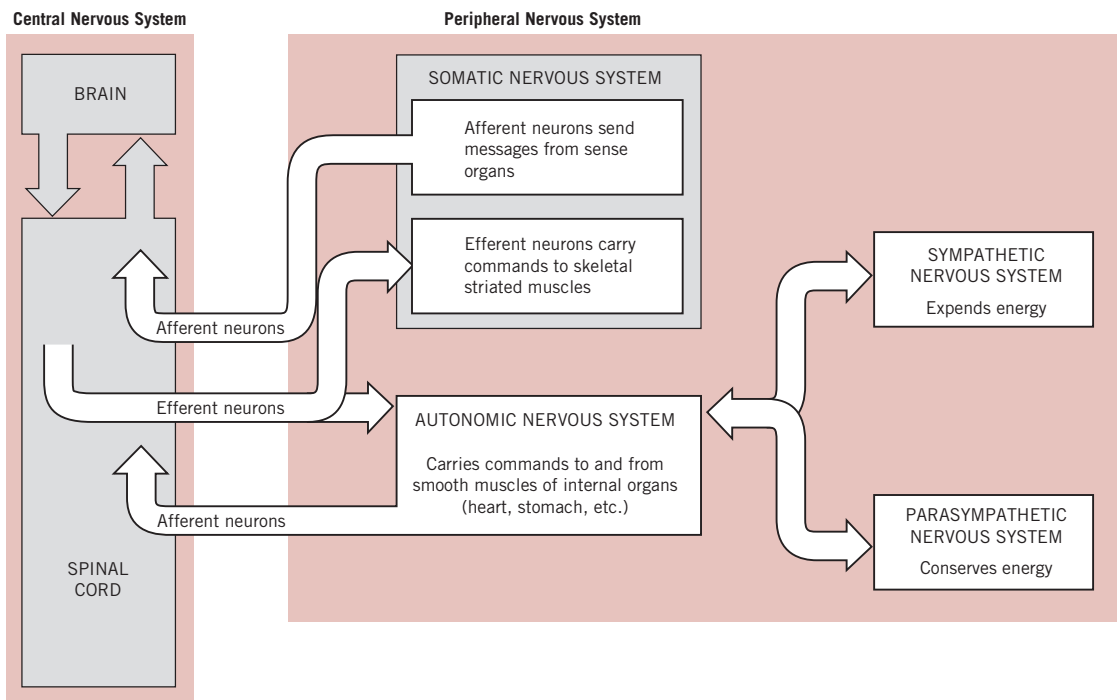 Central Nervous System
Peripheral Nervous System
BRAIN
SOMATIC NERVOUS SYSTEM
Afferent neurons send
messages from sense
organs
Efferent neurons carry
commands to skeletal
striated muscles
SYMPATHETIC
NERVOUS SYSTEM
Expends energy
Afferent neurons
Efferent neurons
AUTONOMIC NERVOUS SYSTEM
Carries commands to and from
smooth muscles of internal organs
(heart, stomach, etc.)
Afferent neurons
PARASYMPATHETIC
NERVOUS SYSTEM
Conserves energy
SPINAL
CORD